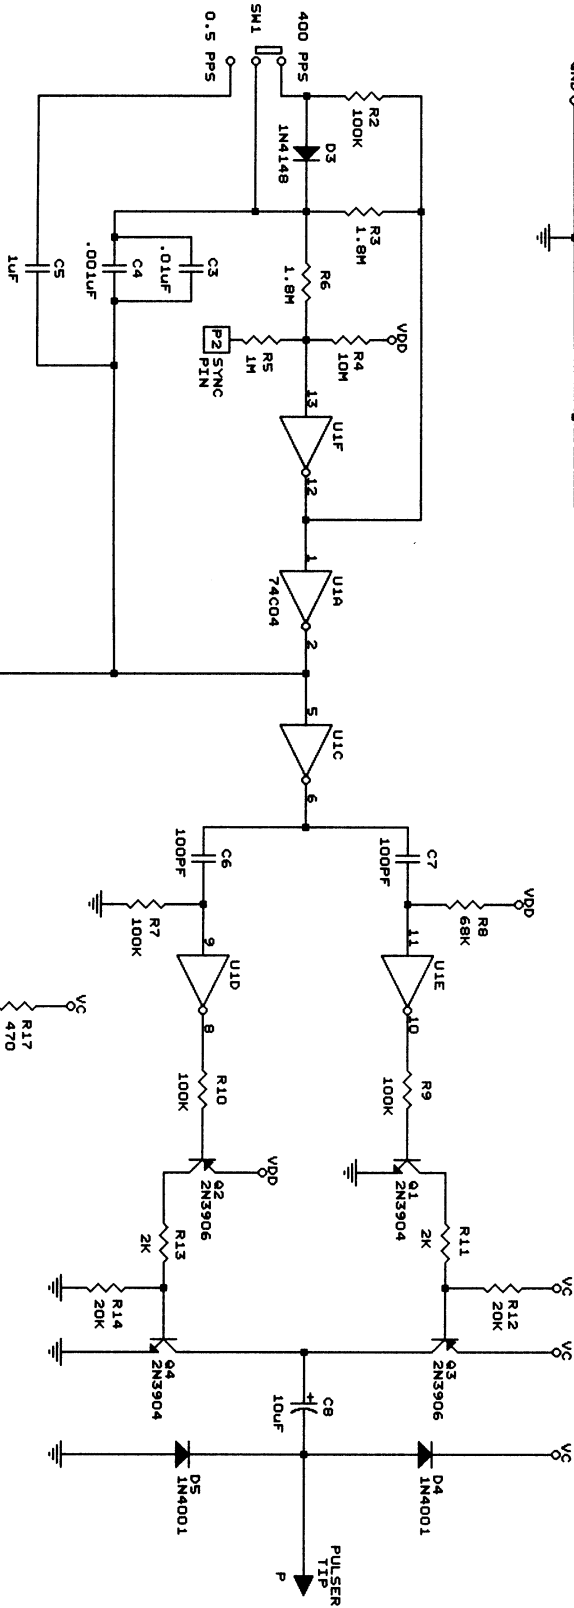 GND
400 PPS
SW1
0.5 PPS
R2
100K
D3
1N4148
R3
1.8M
C3
.01uF
C4
.001uF
C5
1uF
R6
1.8M
VDD
R4
10M
R5
1M
P2
SYNC
PIN
13
U1F
12
1
U1A
74C04
2
5
U1C
6
C7
100PF
C6
100PF
VDD
R8
68K
R7
100K
11
U1E
10
9
U1D
8
VC
R17
470
R9
100K
R10
100K
Q1
2N3904
VDD
Q2
2N3906
R11
2K
R13
2K
VC
R12
20K
R14
20K
VC
Q3
2N3906
Q4
2N3904
+
C8
10uF
VC
D4
1N4001
D5
1N4001
PULSER
TIP
P